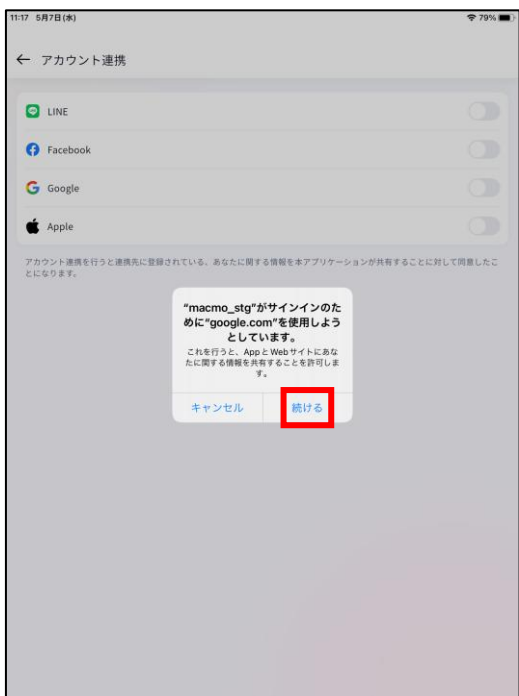 11:17 5月7日(水)
79%
← アカウント連携
LINE
Facebook
Google
Apple
アカウント連携を行うと連携先に登録されている、あなたに関する情報を本アプリケーションが共有することに対して同意したこ
とになります。
“macmo_stg”がサインインのた
めに“google.com”を使用しよう
としています。
これを行うと、AppとWebサイトにあな
たに関する情報を共有することを許可しま
す。
キャンセル 続ける